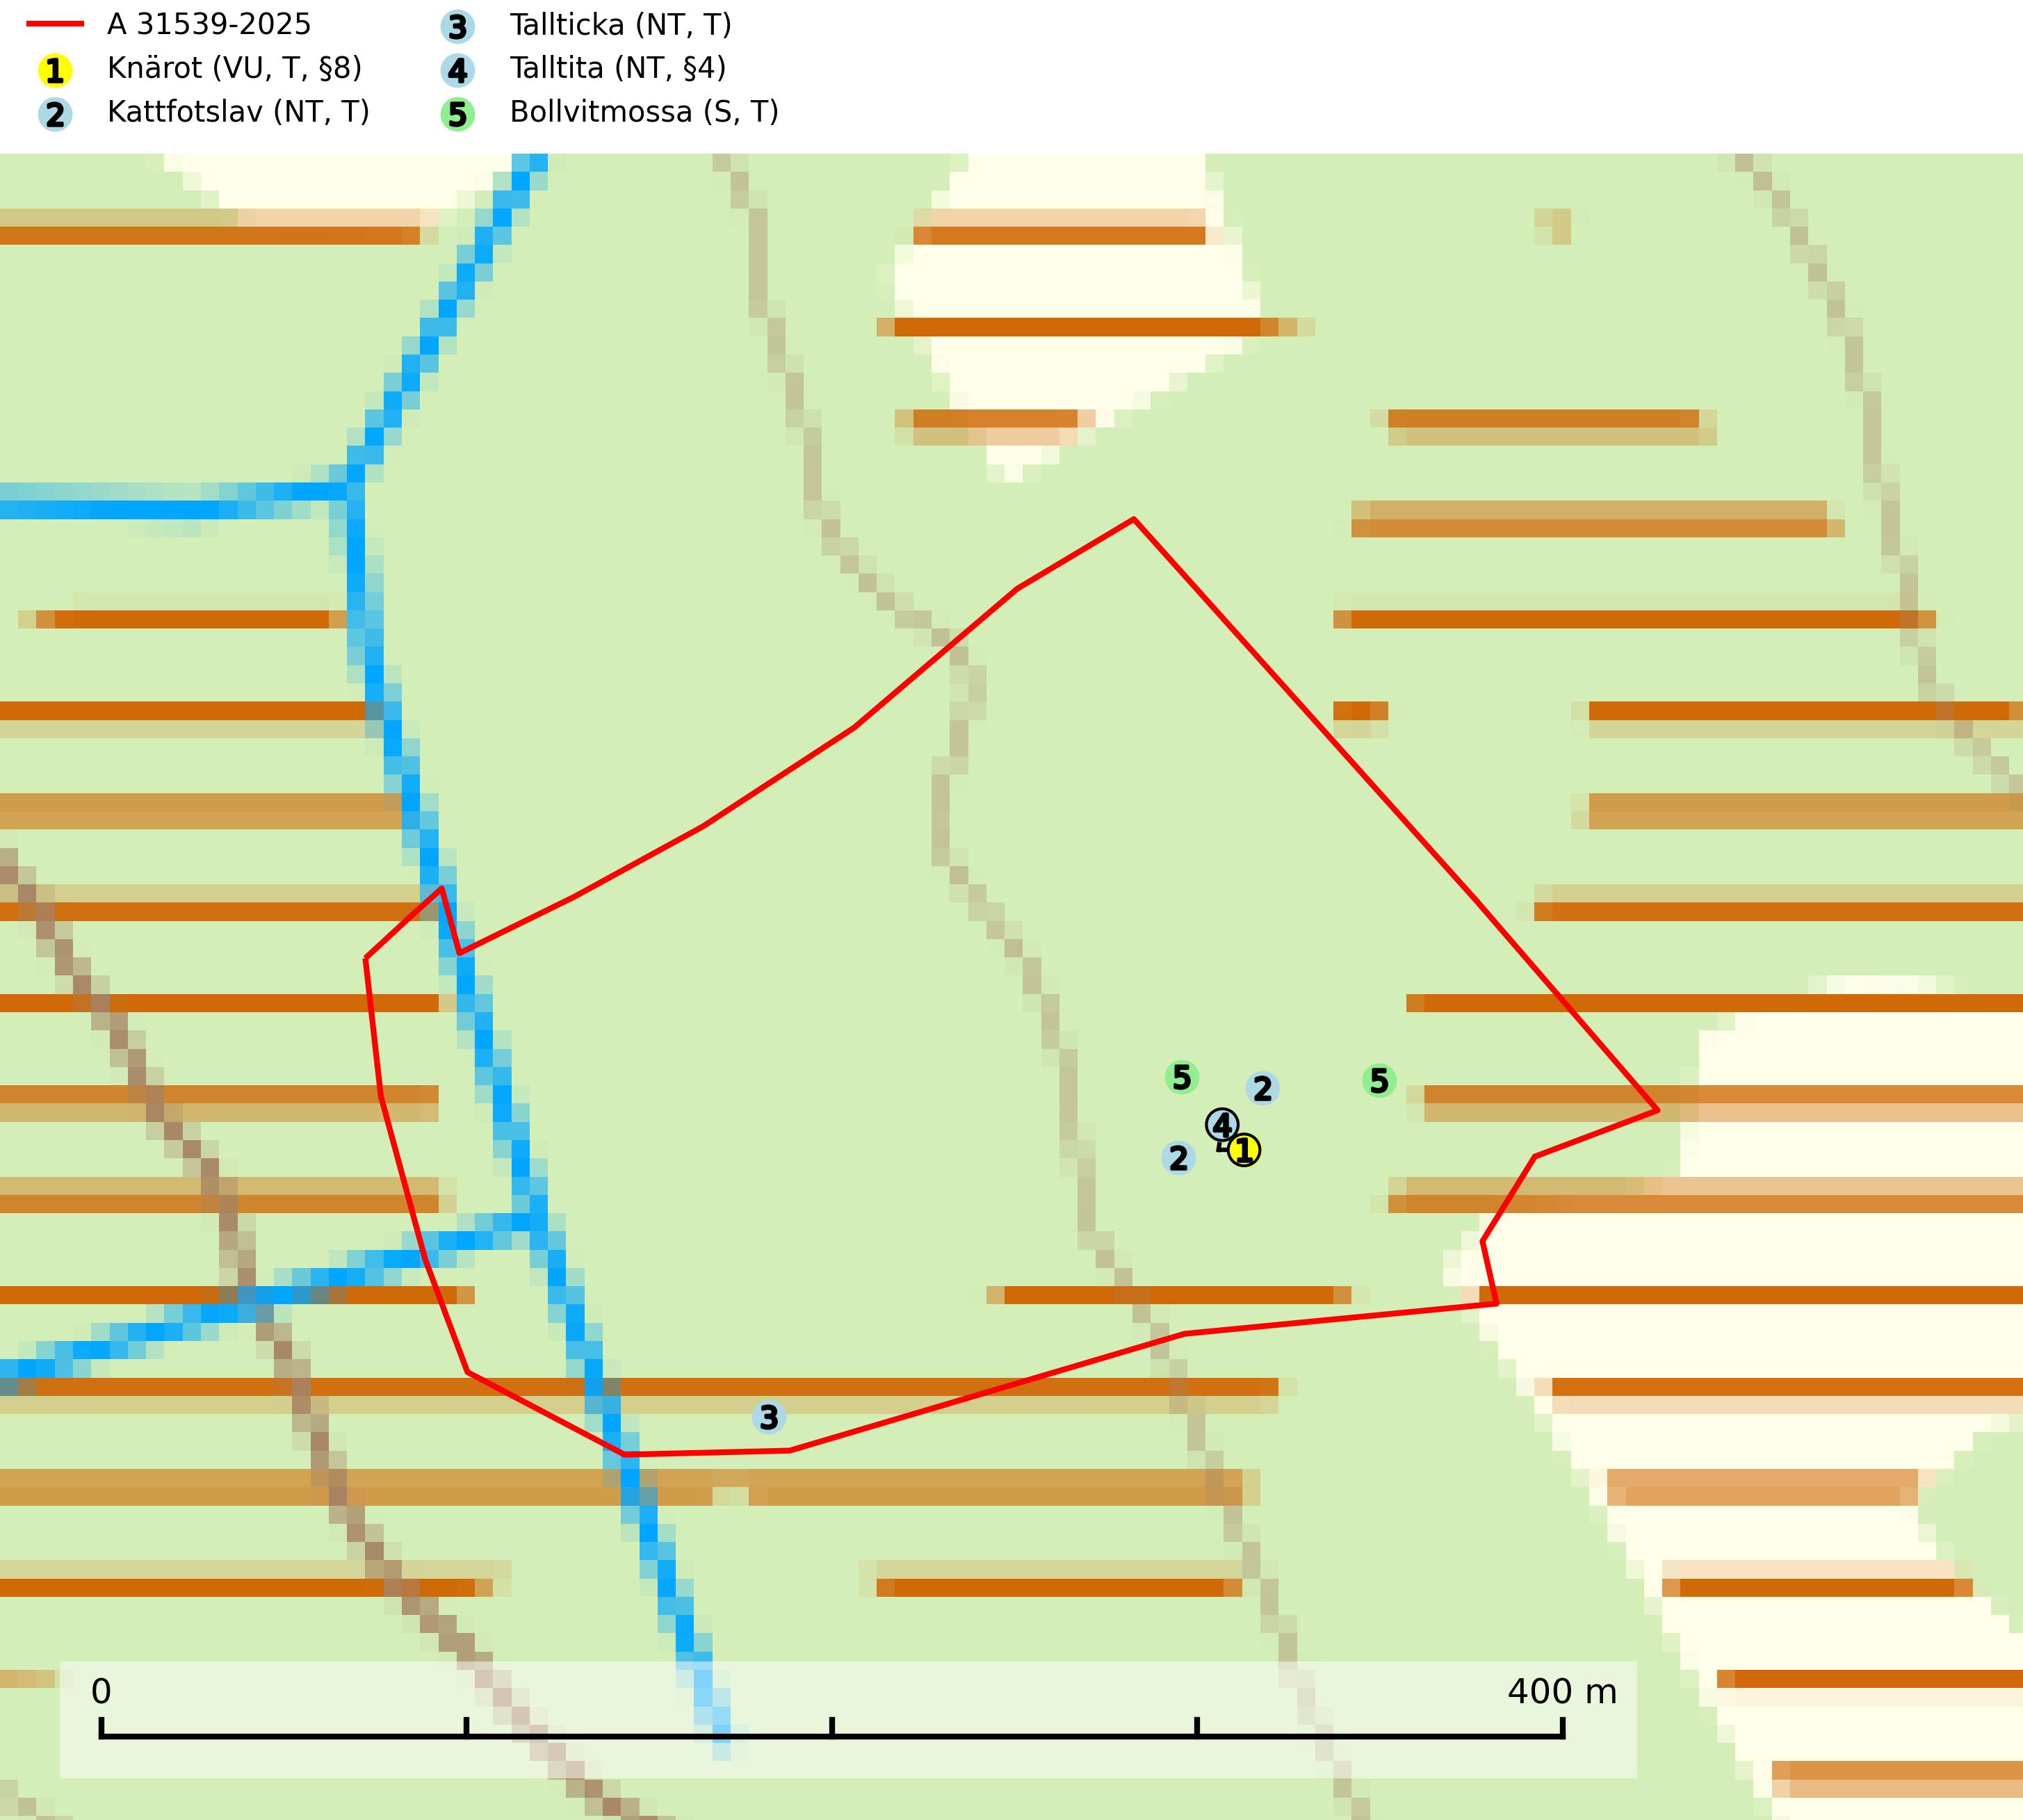 A 31539-2025
1 Knärot (VU, T, §8)
2 Kattfotslav (NT, T)
3 Tallticka (NT, T)
4 Talltita (NT, §4)
5 Bollvitmossa (S, T)
5
2
5
4
1
2
3
0 400 m